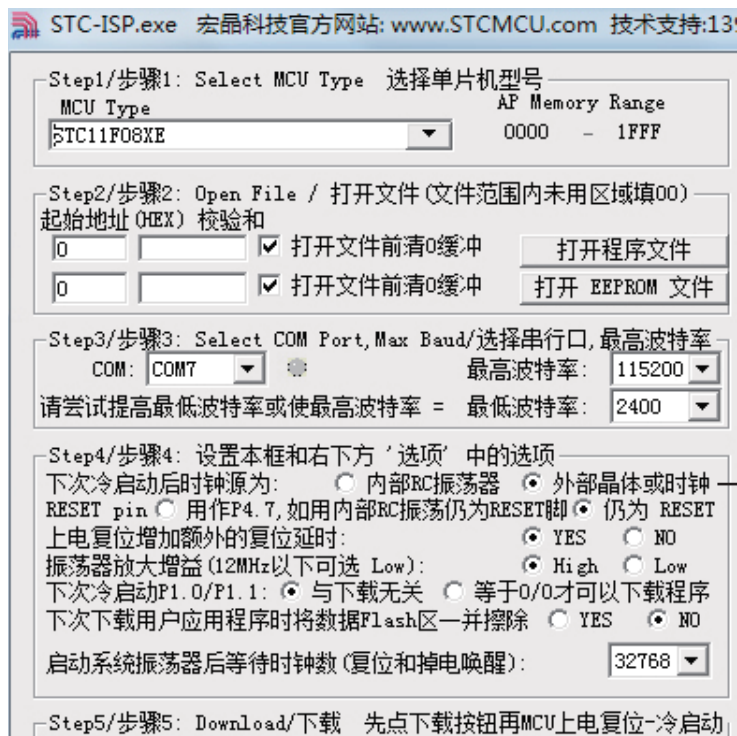 STC-ISP.exe 宏晶科技官方网站: www.STCMCU.com 技术支持:139
Step1/步骤1: Select MCU Type 选择单片机型号
MCU Type AP Memory Range
STC11F08XE 0000 - 1FFF
Step2/步骤2: Open File / 打开文件(文件范围内未用区域填00)
起始地址(HEX) 校验和
0 打开文件前清0缓冲 打开程序文件
0 打开文件前清0缓冲 打开 EEPROM 文件
Step3/步骤3: Select COM Port,Max Baud/选择串行口,最高波特率
COM: COM7 最高波特率: 115200
请尝试提高最低波特率或使最高波特率 = 最低波特率: 2400
Step4/步骤4: 设置本框和右下方 '选项' 中的选项
下次冷启动后时钟源为: 内部RC振荡器 外部晶体或时钟
RESET pin 用作P4.7,如用内部RC振荡仍为RESET脚 仍为 RESET
上电复位增加额外的复位延时: YES NO
振荡器放大增益(12MHz以下可选 Low): High Low
下次冷启动P1.0/P1.1: 与下载无关 等于0/0才可以下载程序
下次下载用户应用程序时将数据Flash区一并擦除 YES NO
启动系统振荡器后等待时钟数(复位和掉电唤醒): 32768
Step5/步骤5: Download/下载 先点下载按钮再MCU上电复位-冷启动